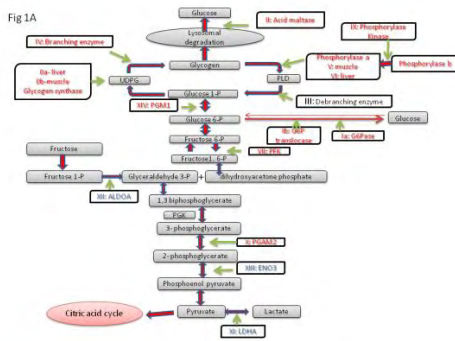 Fig 1A
Glucose
II: Acid maltase
Lysosomal
degradation
IX: Phosphorylase
Kinase
IV: Branching enzyme
Glycogen
Phosphorylase a
V: muscle
VI: liver
Phosphorylase b
0a- liver
0b- muscle
Glycogen synthase
UDPG
PLD
Glucose 1-P
III: Debranching enzyme
XIV: PGM1
Glucose 6-P
Glucose
Ib: G6P
translocase
Ia: G6Pase
Fructose 6-P
VII: PFK
Fructose
Fructose1, 6-P
Fructose 1-P
Glyceraldehyde 3-P
+
dihydroxyacetone phosphate
XII: ALDOA
1,3 biphosphoglycerate
PGK
3- phosphoglycerate
X: PGAM2
2- phosphoglycerate
XIII: ENO3
Phosphoenol pyruvate
Citric acid cycle
Pyruvate
Lactate
XI: LDHA